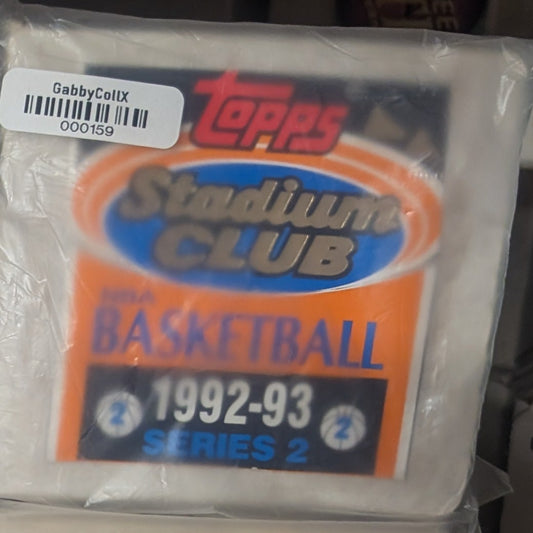 GabbyCollX
000159
Topps
Stadium
CLUB
NBA
BASKETBALL
2 1992-93 2
SERIES 2